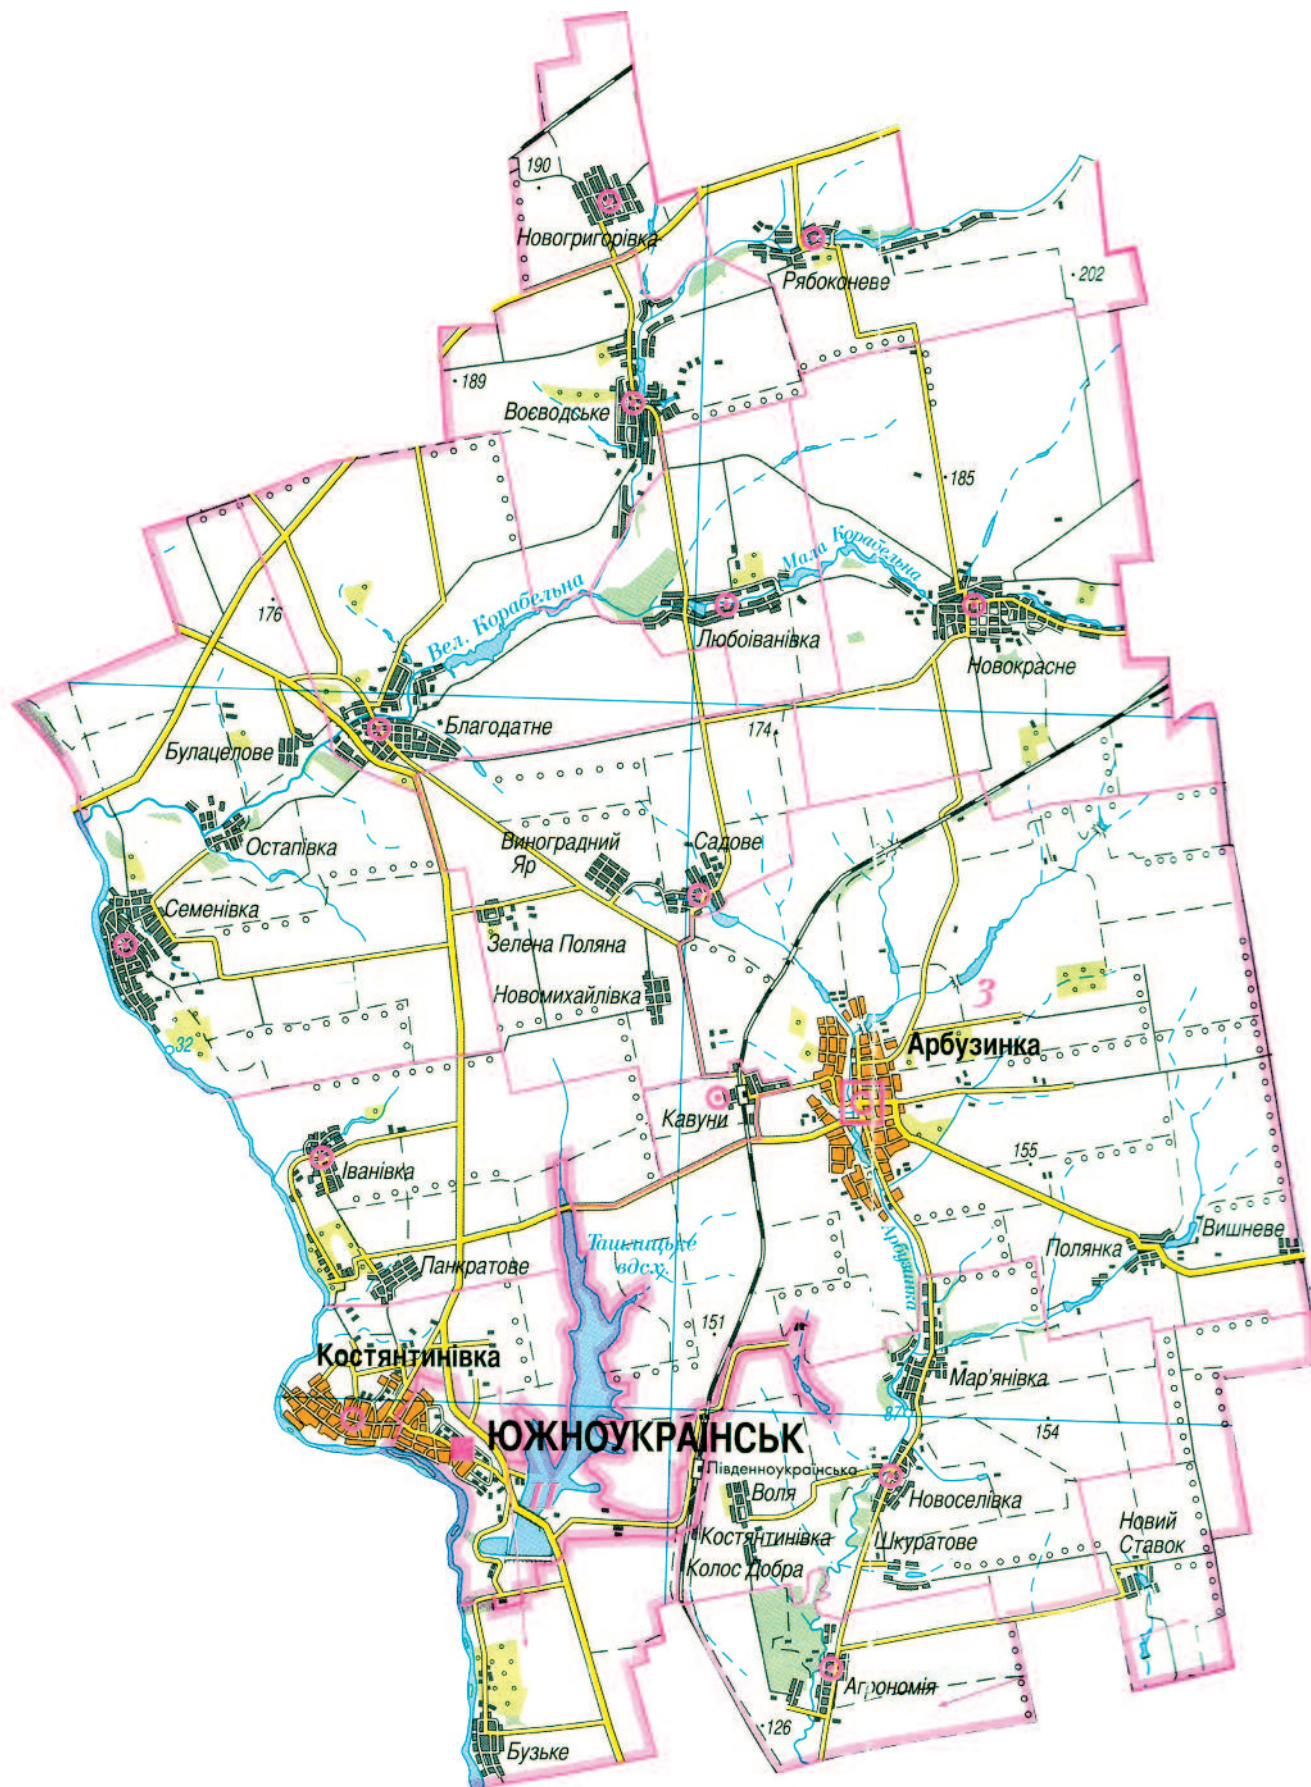 190
Новогригорівка
Рябоконеве
202
189
Воєводське
185
Мала Корабельна
176
Вел. Корабельна
Любоіванівка
Новокрасне
Благодатне
174
Булацелове
Виноградний
Яр
Садове
Остапівка
Семенівка
Зелена Поляна
Новомихайлівка
3
32
Арбузинка
Кавуни
155
Іванівка
Ташлицьке
вдсх.
Арбузинка
Полянка
Вишневе
Панкратове
151
Костянтинівка
Мар'янівка
87
154
ЮЖНОУКРАЇНСЬК
Південноукраїнська
II
Воля
Новоселівка
Костянтинівка
Шкуратове
Новий
Ставок
Колос Добра
Агрономія
126
Бузьке